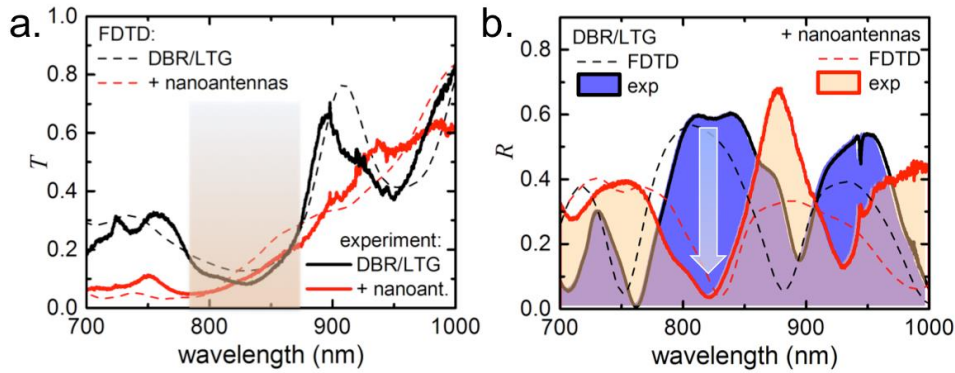 a.
FDTD:
DBR/LTG
+ nanoantennas
experiment:
DBR/LTG
+ nanoant.
T
0.0
0.2
0.4
0.6
0.8
1.0
700
800
900
1000
wavelength (nm)
b.
DBR/LTG
FDTD
exp
+ nanoantennas
FDTD
exp
R
0.0
0.2
0.4
0.6
0.8
700
800
900
1000
wavelength (nm)